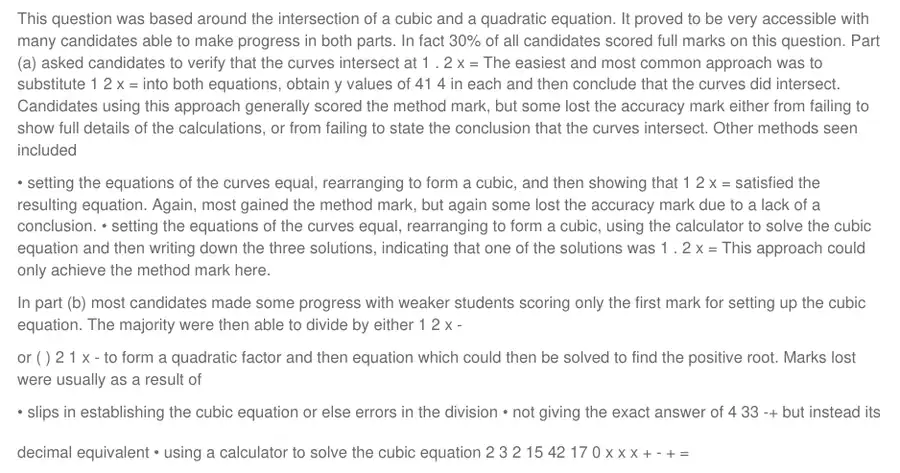 This question was based around the intersection of a cubic and a quadratic equation. It proved to be very accessible with
many candidates able to make progress in both parts. In fact 30% of all candidates scored full marks on this question. Part
(a) asked candidates to verify that the curves intersect at 1 . 2 x = The easiest and most common approach was to
substitute 1 2 x = into both equations, obtain y values of 41 4 in each and then conclude that the curves did intersect.
Candidates using this approach generally scored the method mark, but some lost the accuracy mark either from failing to
show full details of the calculations, or from failing to state the conclusion that the curves intersect. Other methods seen
included
• setting the equations of the curves equal, rearranging to form a cubic, and then showing that 1 2 x = satisfied the
resulting equation. Again, most gained the method mark, but again some lost the accuracy mark due to a lack of a
conclusion. • setting the equations of the curves equal, rearranging to form a cubic, using the calculator to solve the cubic
equation and then writing down the three solutions, indicating that one of the solutions was 1 . 2 x = This approach could
only achieve the method mark here.
In part (b) most candidates made some progress with weaker students scoring only the first mark for setting up the cubic
equation. The majority were then able to divide by either 1 2 x -
or ( ) 2 1 x - to form a quadratic factor and then equation which could then be solved to find the positive root. Marks lost
were usually as a result of
• slips in establishing the cubic equation or else errors in the division • not giving the exact answer of 4 33 -+ but instead its
decimal equivalent • using a calculator to solve the cubic equation 2 3 2 15 42 17 0 x x x + - + =